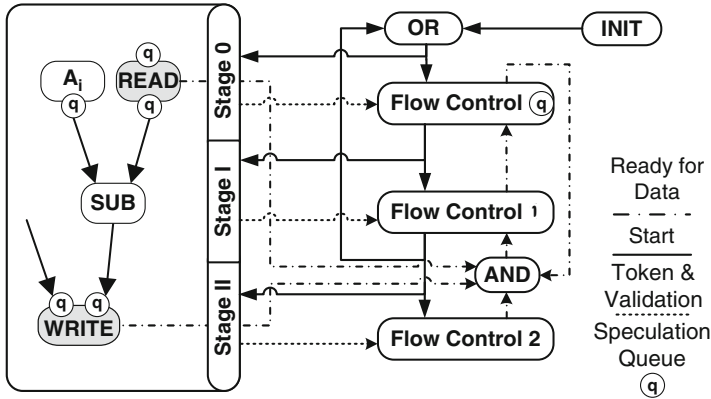 OR
INIT
Stage 0
q
A i
READ
q
q
Flow Control q
Stage I
SUB
Flow Control 1
Ready for
Data
Start
Token &
Validation
Speculation
Queue
q
AND
Stage II
q
q
WRITE
Flow Control 2